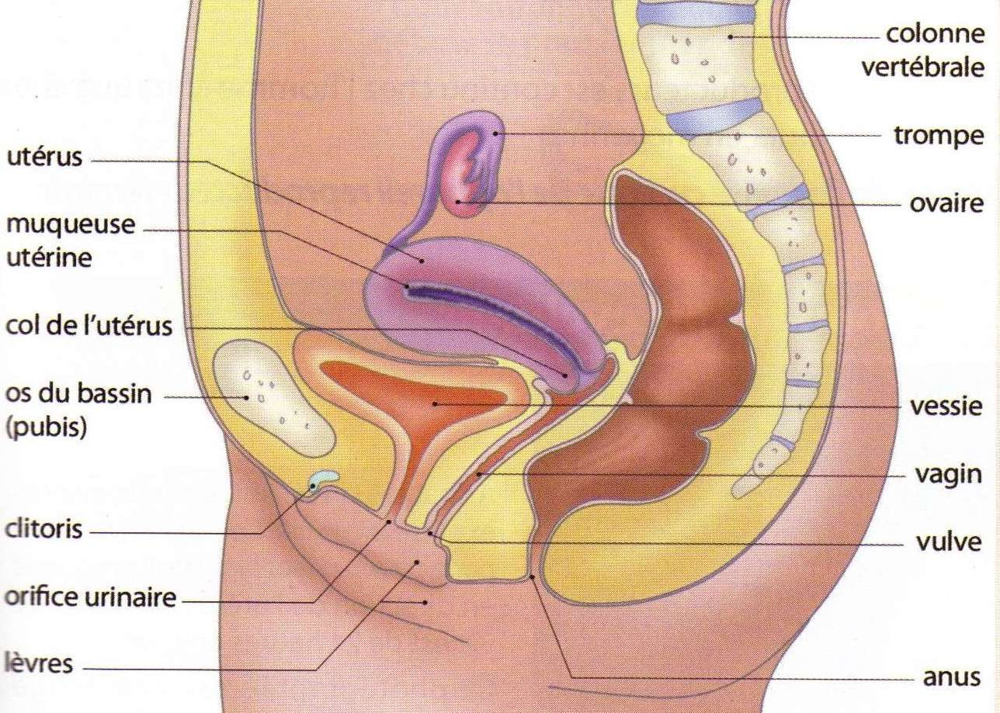 utérus
muqueuse
utérine
col de l'utérus
os du bassin
(pubis)
clitoris
orifice urinaire
lèvres
colonne
vertébrale
trompe
ovaire
vessie
vagin
vulve
anus